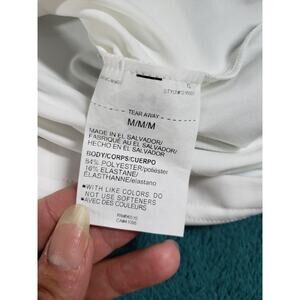 TEAR AWAY
M/M/M
MADE IN EL SALVADOR/
FABRIQUÉ AU EL SALVADOR/
HECHO EN EL SALVADOR
BODY/CORPS/CUERPO
84% POLYESTER/poliéster
16% ELASTANE/
ELASTHANNE/elastano
•WITH LIKE COLORS. DO
NOT USE SOFTENERS
•AVEC DES COULEURS